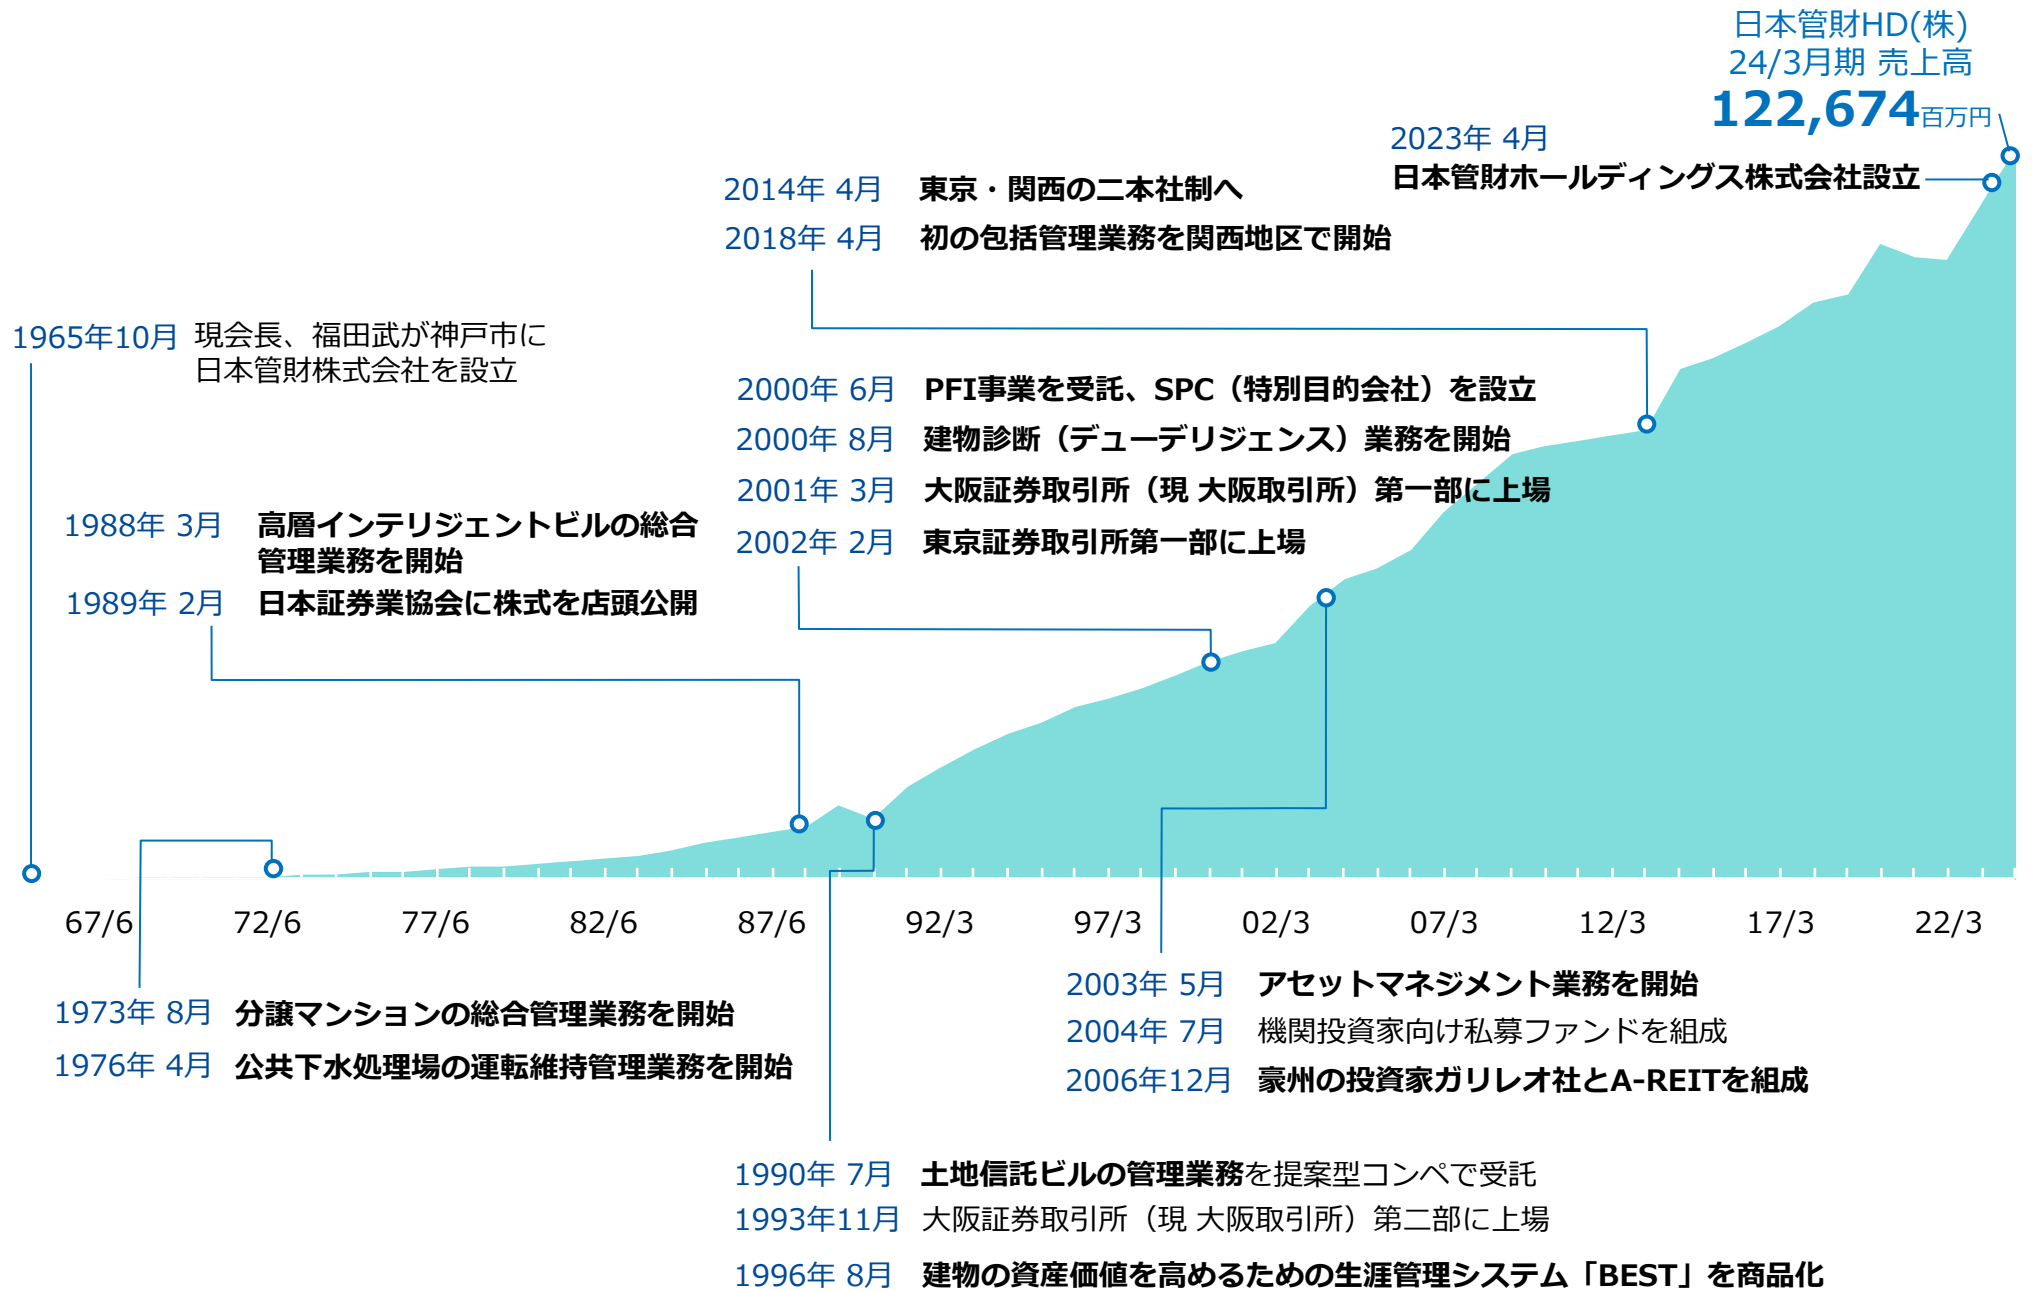 日本管財HD(株)
24/3月期 売上高
122,674百万円
2023年 4月
日本管財ホールディングス株式会社設立
2014年 4月 東京・関西の二本社制へ
2018年 4月 初の包括管理業務を関西地区で開始
1965年10月 現会長、福田武が神戸市に
日本管財株式会社を設立
2000年 6月 PFI事業を受託、SPC（特別目的会社）を設立
2000年 8月 建物診断（デューデリジェンス）業務を開始
2001年 3月 大阪証券取引所（現 大阪取引所）第一部に上場
2002年 2月 東京証券取引所第一部に上場
1988年 3月 高層インテリジェントビルの総合
管理業務を開始
1989年 2月 日本証券業協会に株式を店頭公開
67/6 72/6 77/6 82/6 87/6 92/3 97/3 02/3 07/3 12/3 17/3 22/3
1973年 8月 分譲マンションの総合管理業務を開始
1976年 4月 公共下水処理場の運転維持管理業務を開始
2003年 5月 アセットマネジメント業務を開始
2004年 7月 機関投資家向け私募ファンドを組成
2006年12月 豪州の投資家ガリレオ社とA-REITを組成
1990年 7月 土地信託ビルの管理業務を提案型コンペで受託
1993年11月 大阪証券取引所（現 大阪取引所）第二部に上場
1996年 8月 建物の資産価値を高めるための生涯管理システム「BEST」を商品化